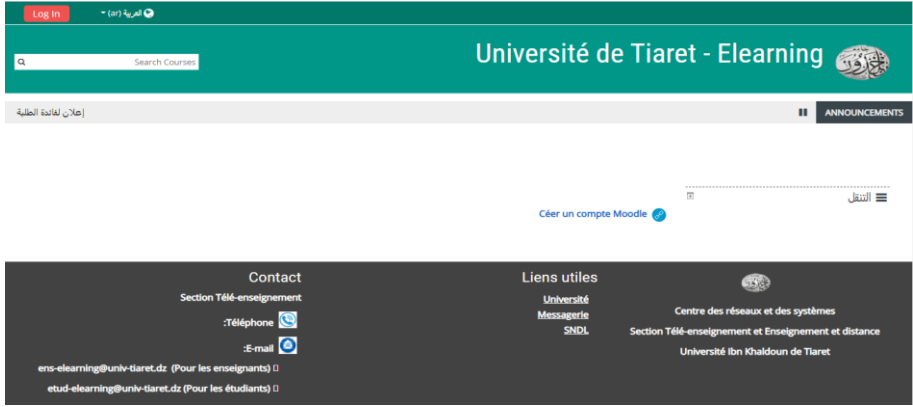 Log In
العربية (ar)
Université de Tiaret - Elearning
Search Courses
ANNOUNCEMENTS
إعلان لفائدة الطلبة
التنقل
Céer un compte Moodle
Centre des réseaux et des systèmes
Section Télé-enseignement et Enseignement et distance
Université Ibn Khaldoun de Tiaret
Liens utiles
Université
Messagerie
SNDL
Contact
Section Télé-enseignement
:Téléphone
:E-mail
ens-elearning@univ-tiaret.dz (Pour les enseignants)
etud-elearning@univ-tiaret.dz (Pour les étudiants)